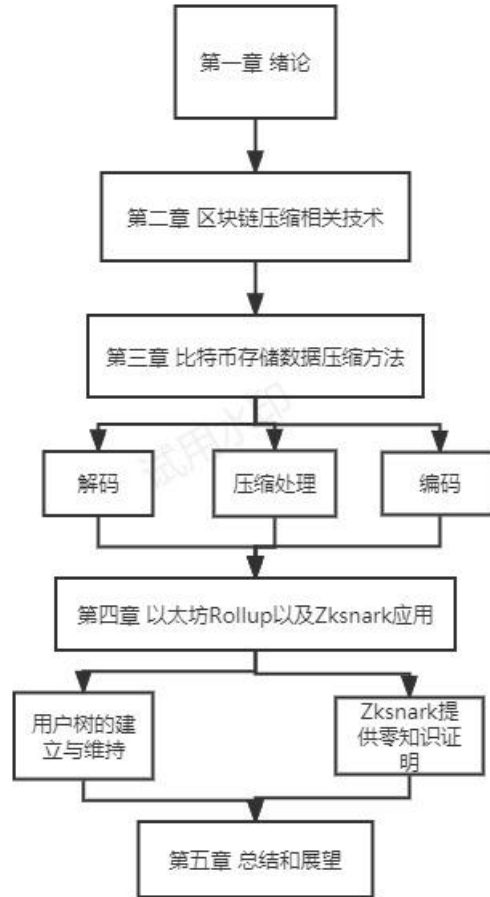 第一章 绪论
第二章 区块链压缩相关技术
第三章 比特币存储数据压缩方法
试用水印
解码
压缩处理
编码
第四章 以太坊Rollup以及Zksnark应用
用户树的建
立与维持
Zksnark提
供零知识证
明
第五章 总结和展望